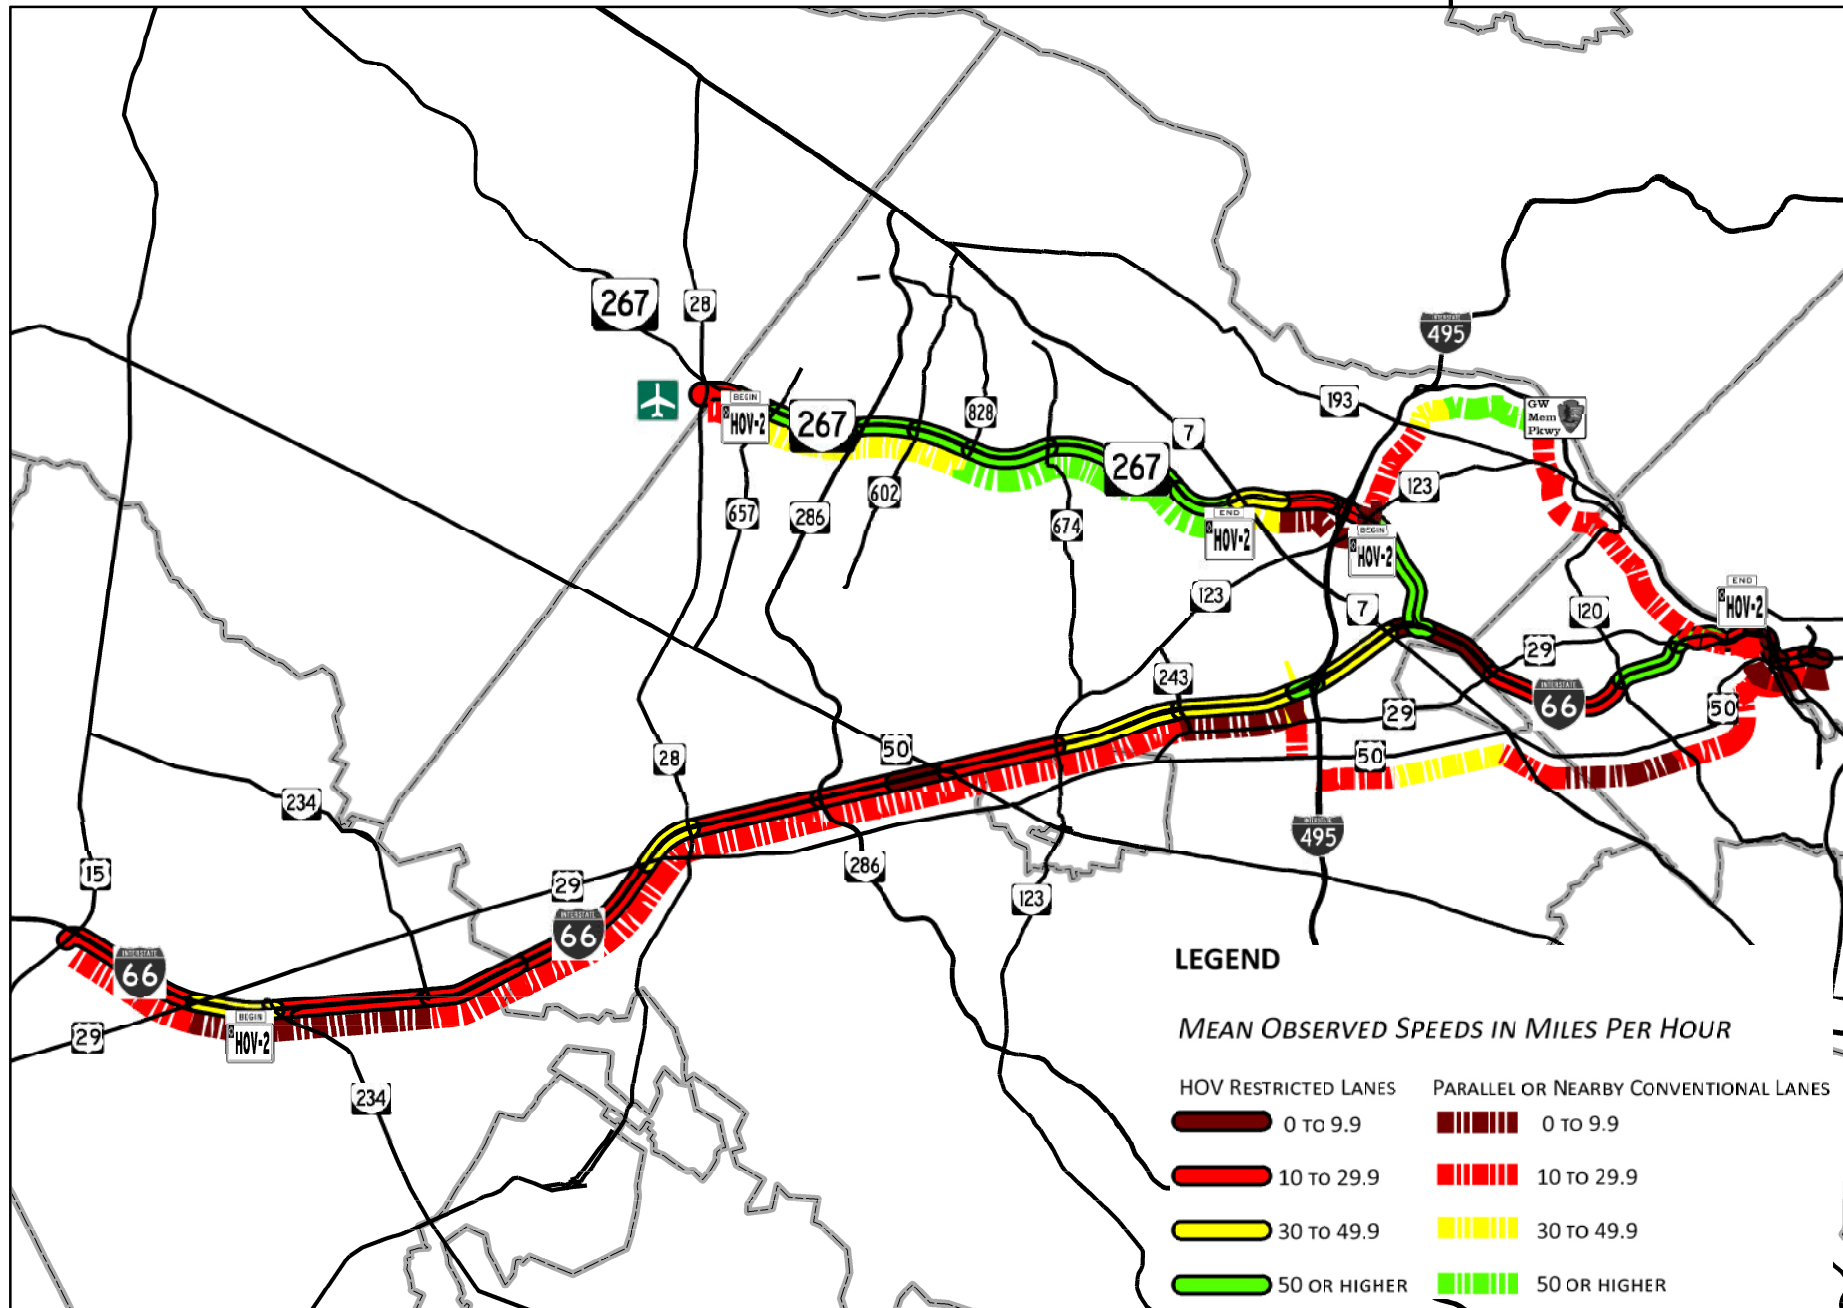 INTERSTATE
495
267
28
BEGIN
HOV-2
267
828
193
GW
Mem
Pkwy
7
267
123
602
657
286
674
END
HOV-2
BEGIN
HOV-2
123
7
120
END
HOV-2
29
243
INTERSTATE
66
29
50
50
50
28
234
INTERSTATE
495
15
29
286
123
INTERSTATE
66
INTERSTATE
66
29
BEGIN
HOV-2
234
LEGEND
MEAN OBSERVED SPEEDS IN MILES PER HOUR
HOV RESTRICTED LANES PARALLEL OR NEARBY CONVENTIONAL LANES
0 TO 9.9 0 TO 9.9
10 TO 29.9 10 TO 29.9
30 TO 49.9 30 TO 49.9
50 OR HIGHER 50 OR HIGHER